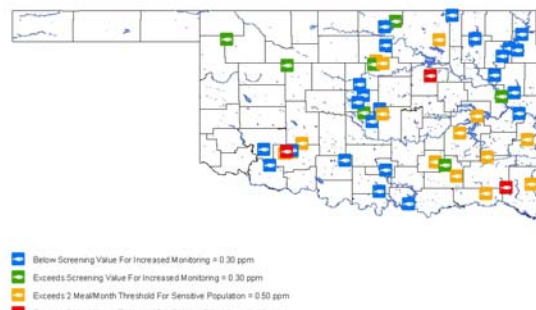 Below Screening Value For Increased Monitoring = 0.30 ppm
Exceeds Screening Value For Increased Monitoring = 0.30 ppm
Exceeds 2 Meal/Month Threshold For Sensitive Population = 0.50 ppm